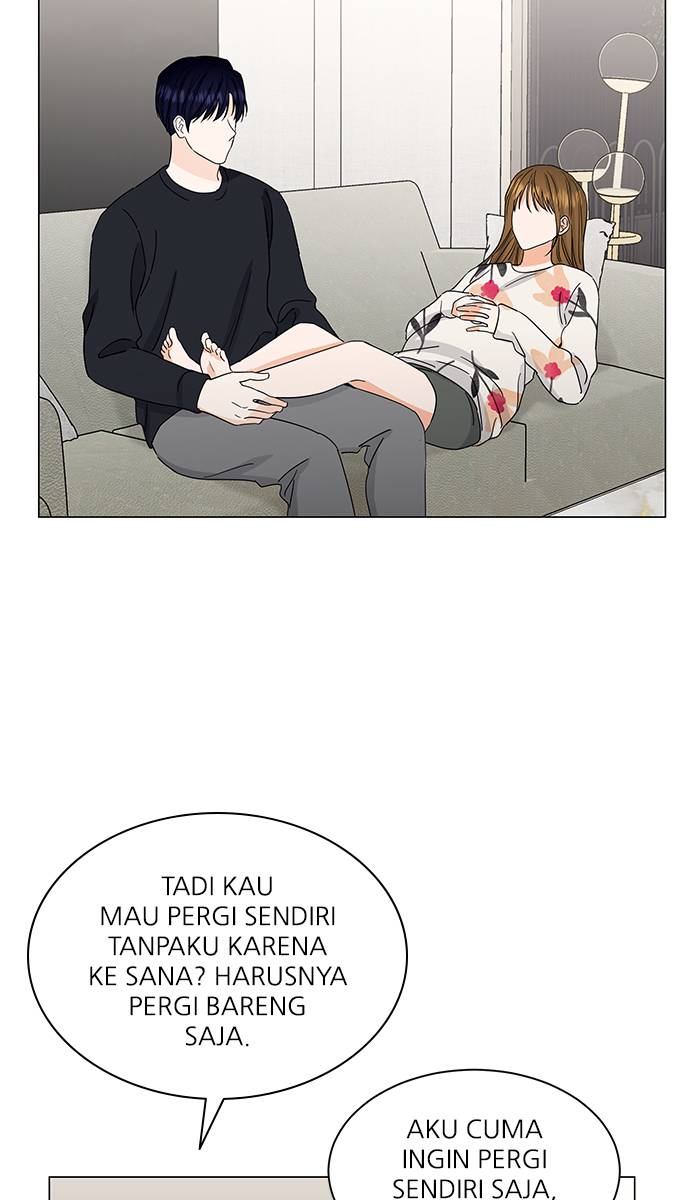 TADI KAU
MAU PERGI SENDIRI
TANPAKU KARENA
KE SANA? HARUSNYA
PERGI BARENG
SAJA.
AKU CUMA
INGIN PERGI
SENDIRI SAJA,